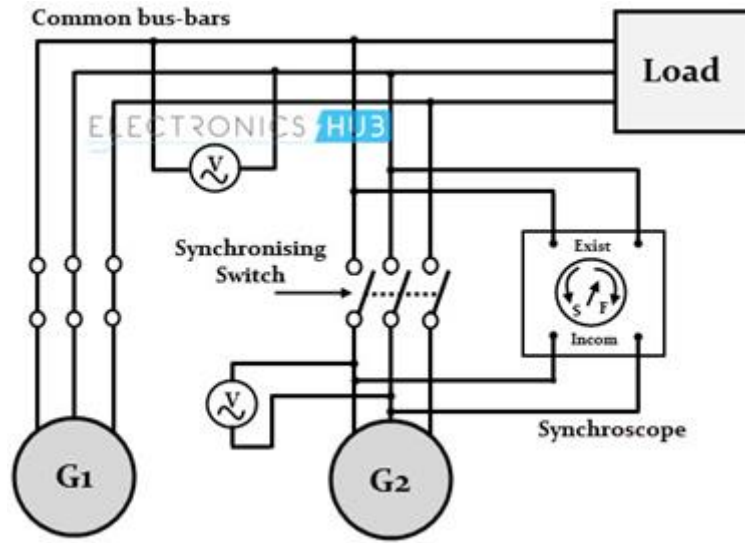 Common bus-bars
Load
ELECTRONICS HUB
V
Synchronising
Switch
Exist
S F
Incom
V
Synchroscope
G1
G2